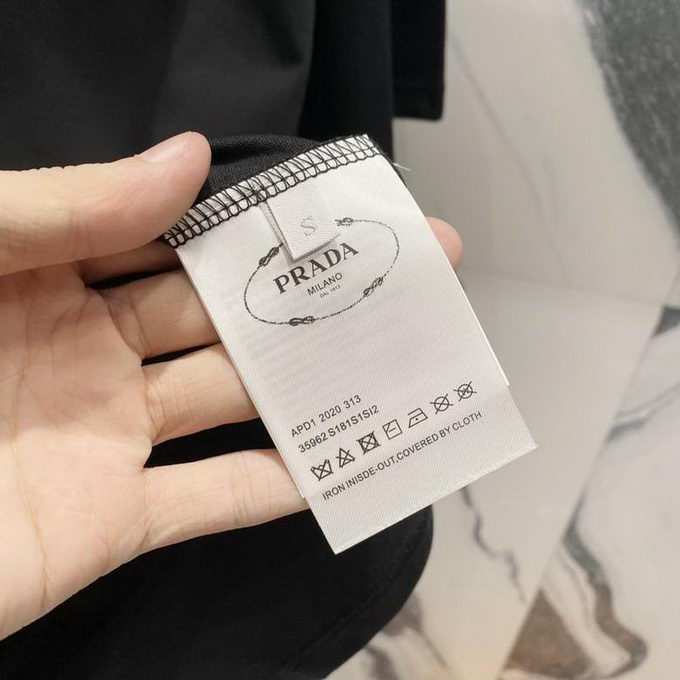 S
PRADA
MILANO
DAL 1913
APD1 2020 313
35962 S181S1SI2
IRON INISDE-OUT.COVERED BY CLOTH